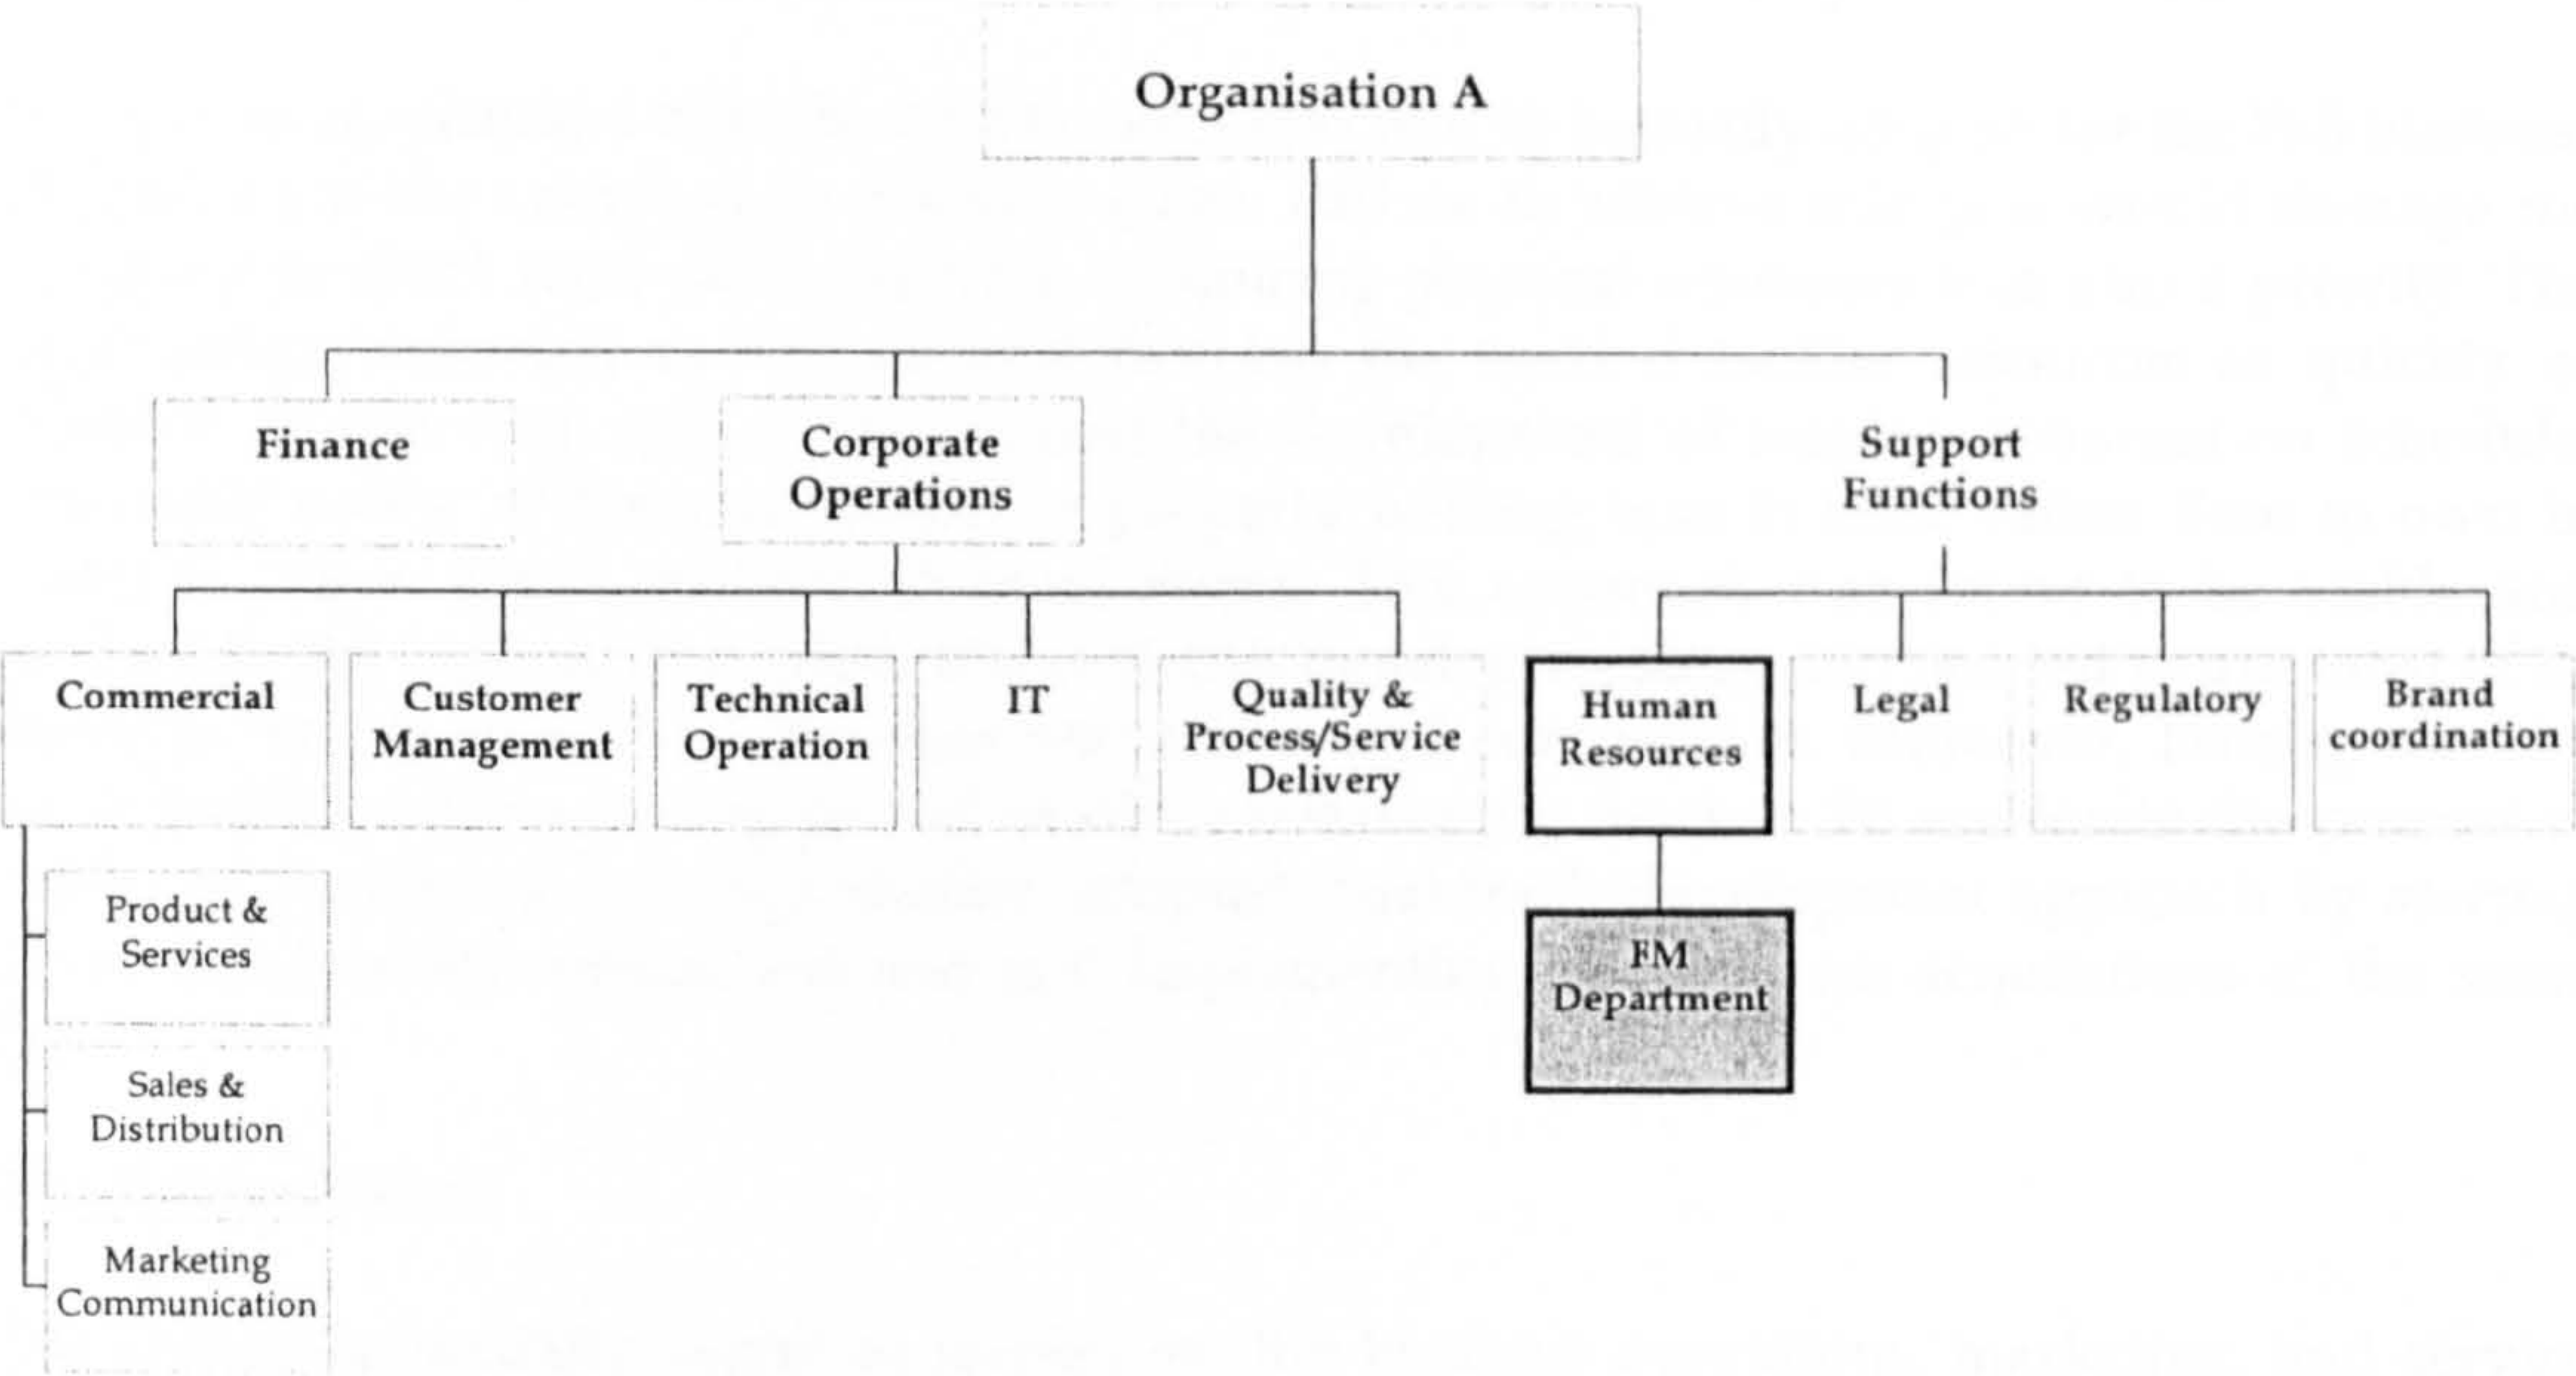 Organisation A
Finance
Corporate
Operations
Support
Functions
Commercial
Customer
Management
Technical
Operation
IT
Quality &
Process/Service
Delivery
Human
Resources
Legal
Regulatory
Brand
coordination
Product &
Services
Sales &
Distribution
Marketing
Communication
FM
Department